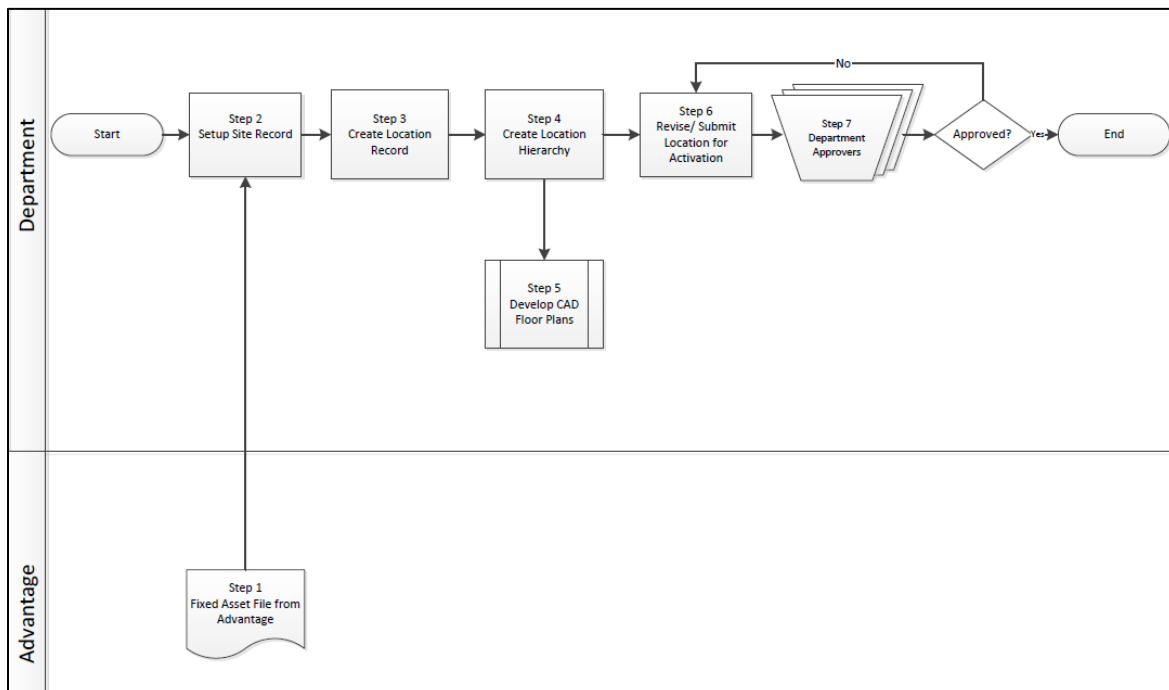 Department
No
Start
Step 2
Setup Site Record
Step 3
Create Location
Record
Step 4
Create Location
Hierarchy
Step 6
Revise/ Submit
Location for
Activation
Step 7
Department
Approvers
Approved?
Yes
End
Step 5
Develop CAD
Floor Plans
Advantage
Step 1
Fixed Asset File from
Advantage